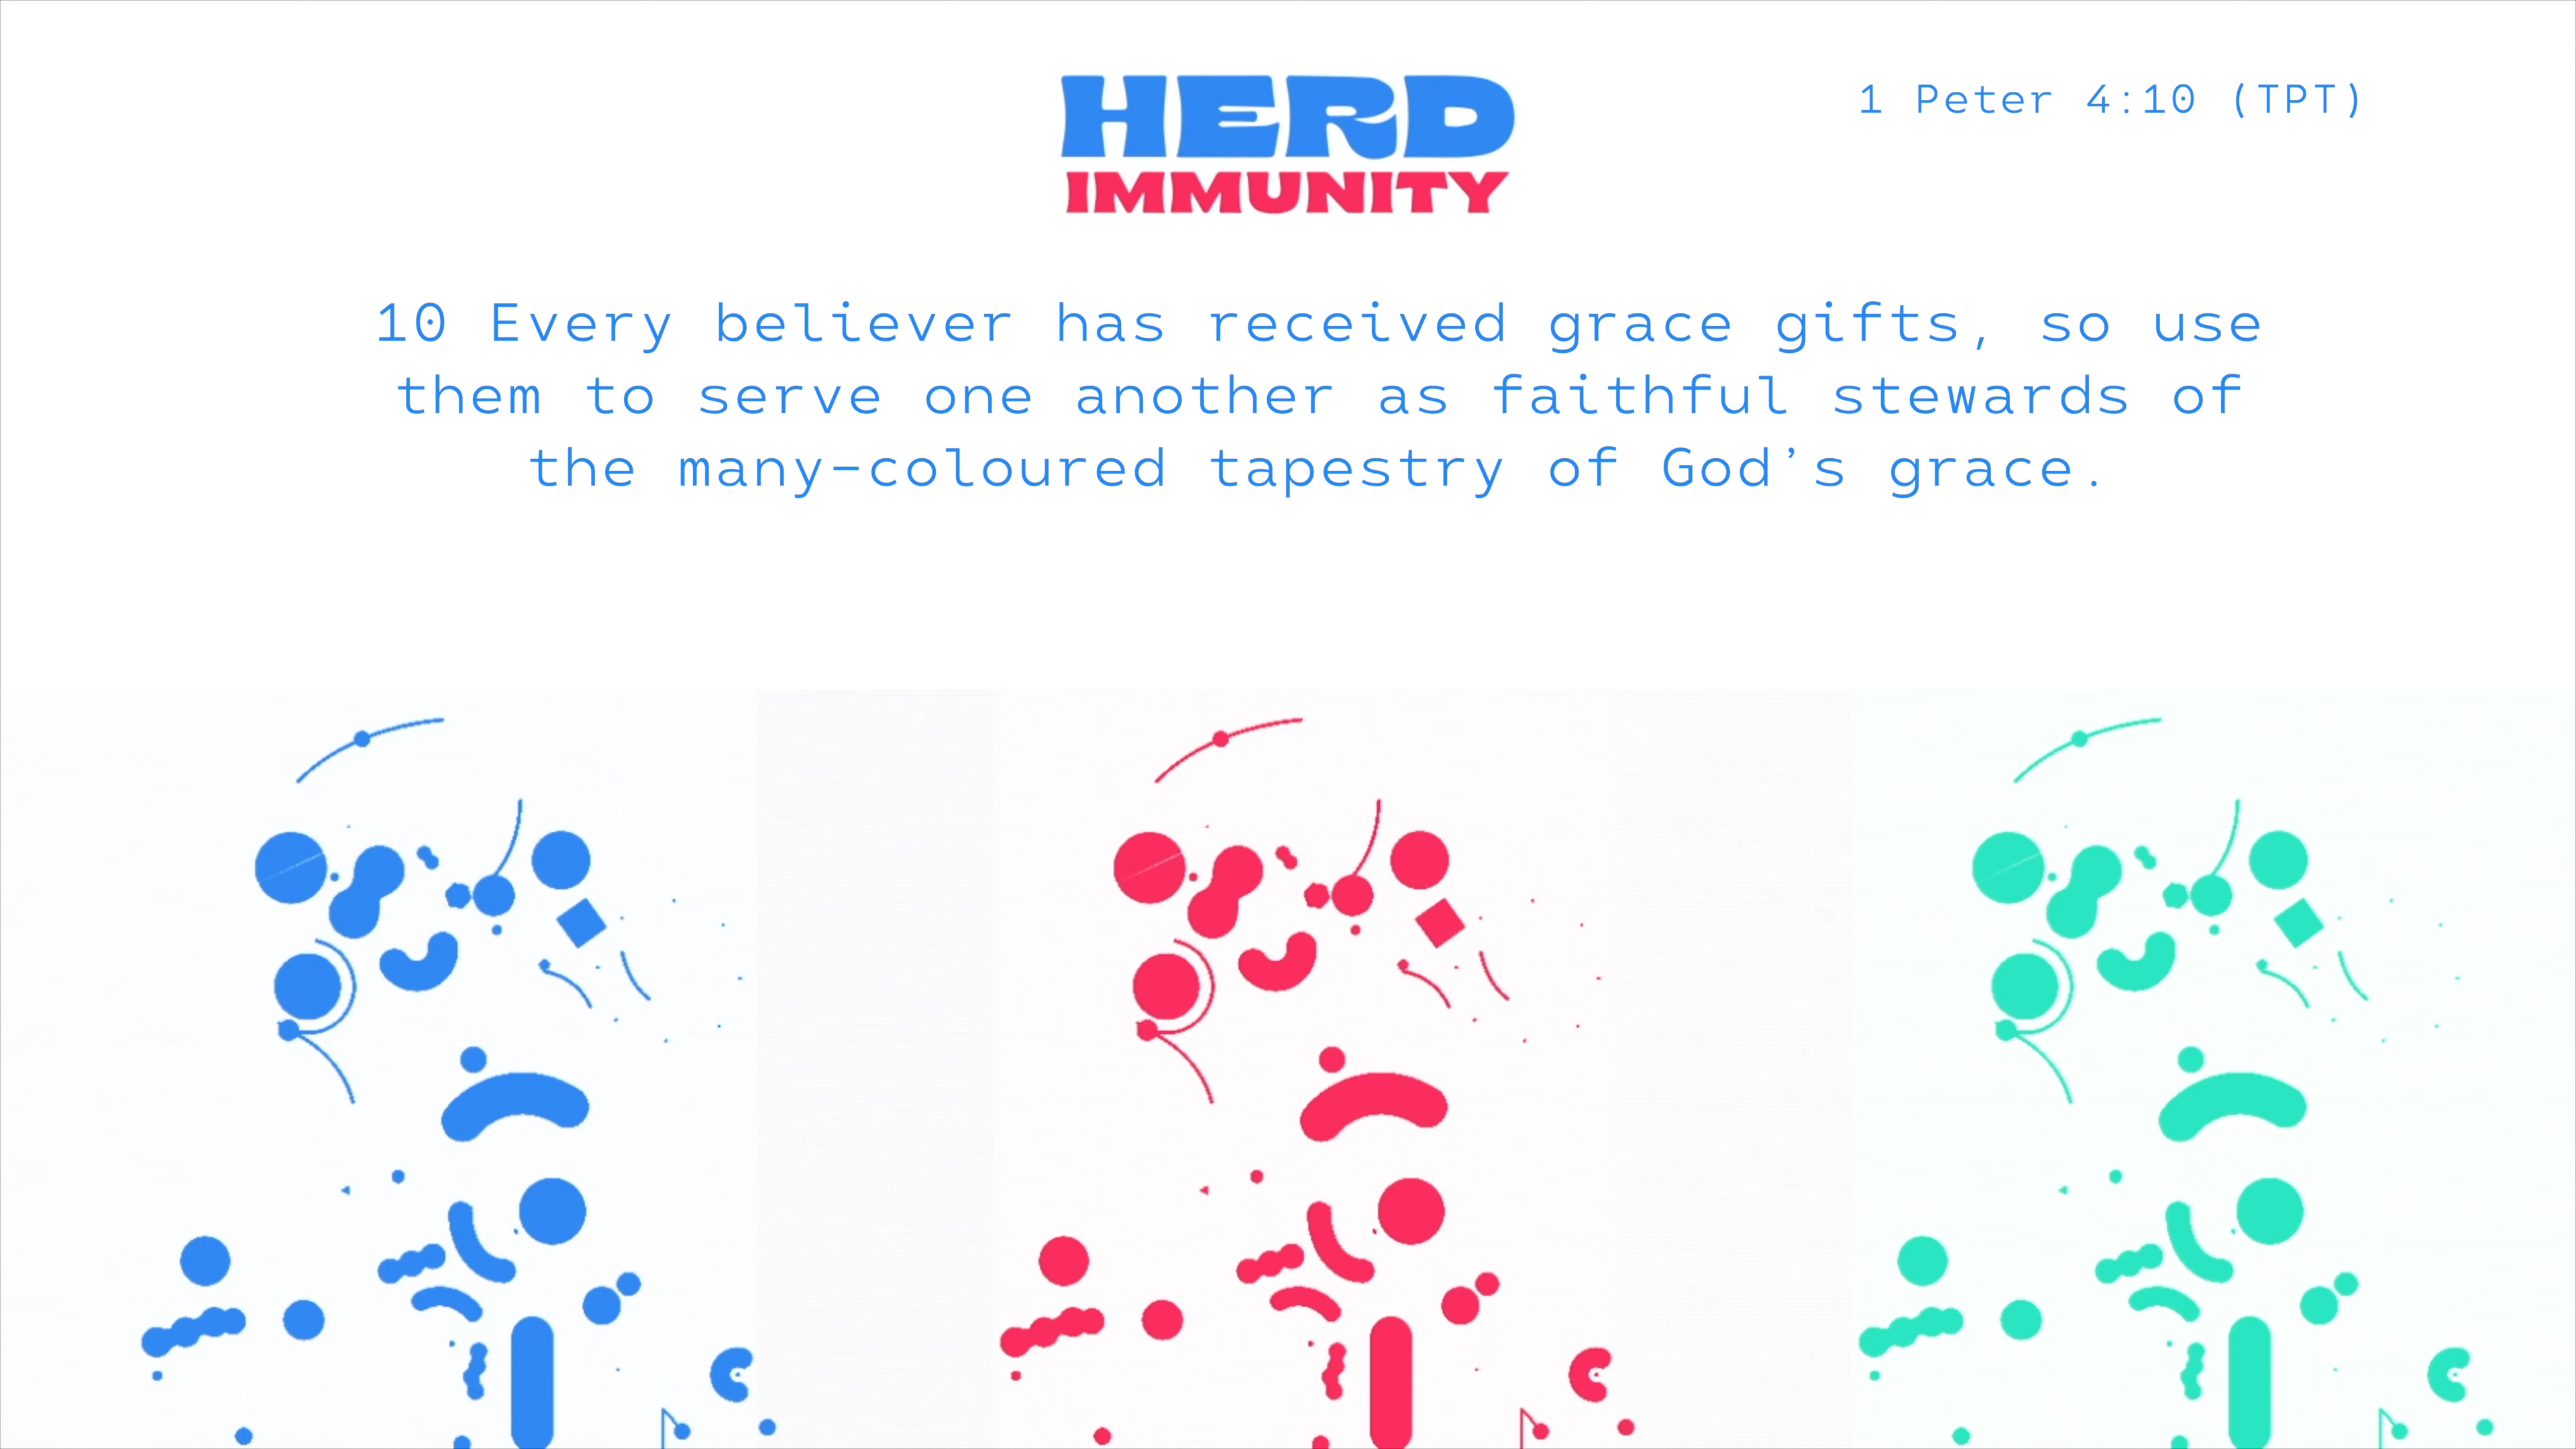 HERD
IMMUNITY
1 Peter 4:10 (TPT)
10 Every believer has received grace gifts, so use
them to serve one another as faithful stewards of
the many-coloured tapestry of God’s grace.